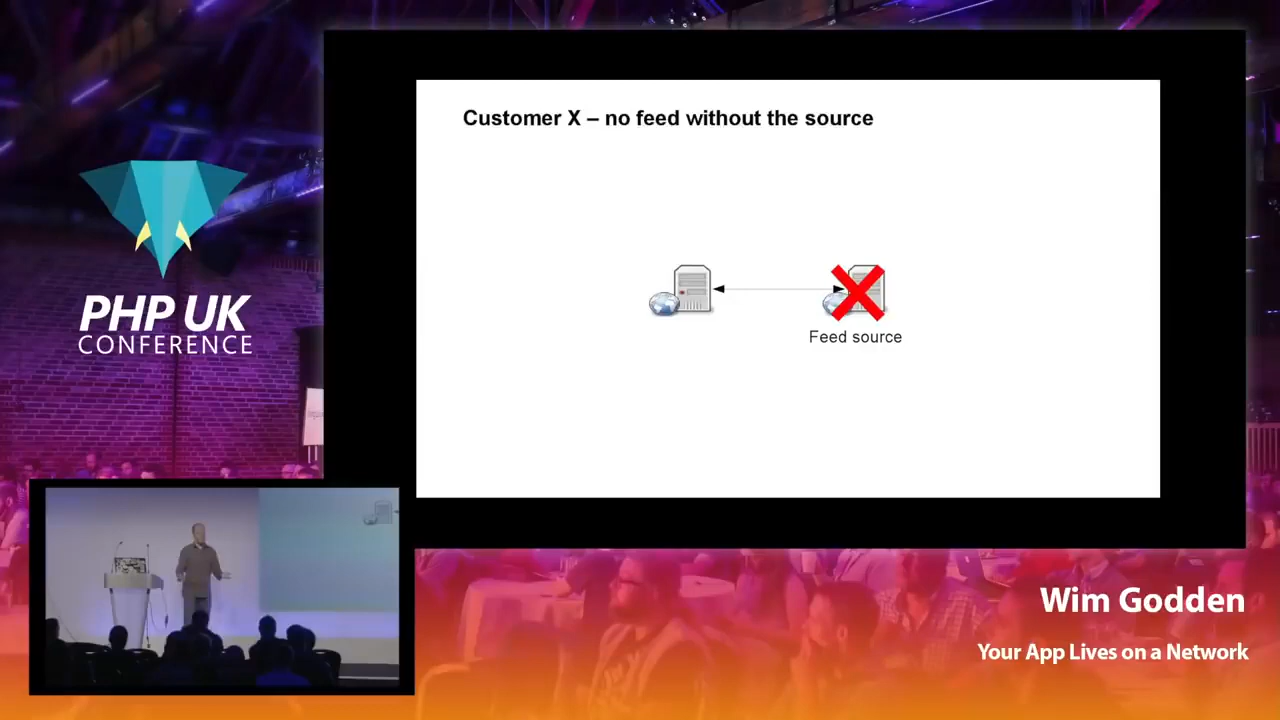 Customer X – no feed without the source
Feed source
PHP UK
CONFERENCE
Wim Godden
Your App Lives on a Network